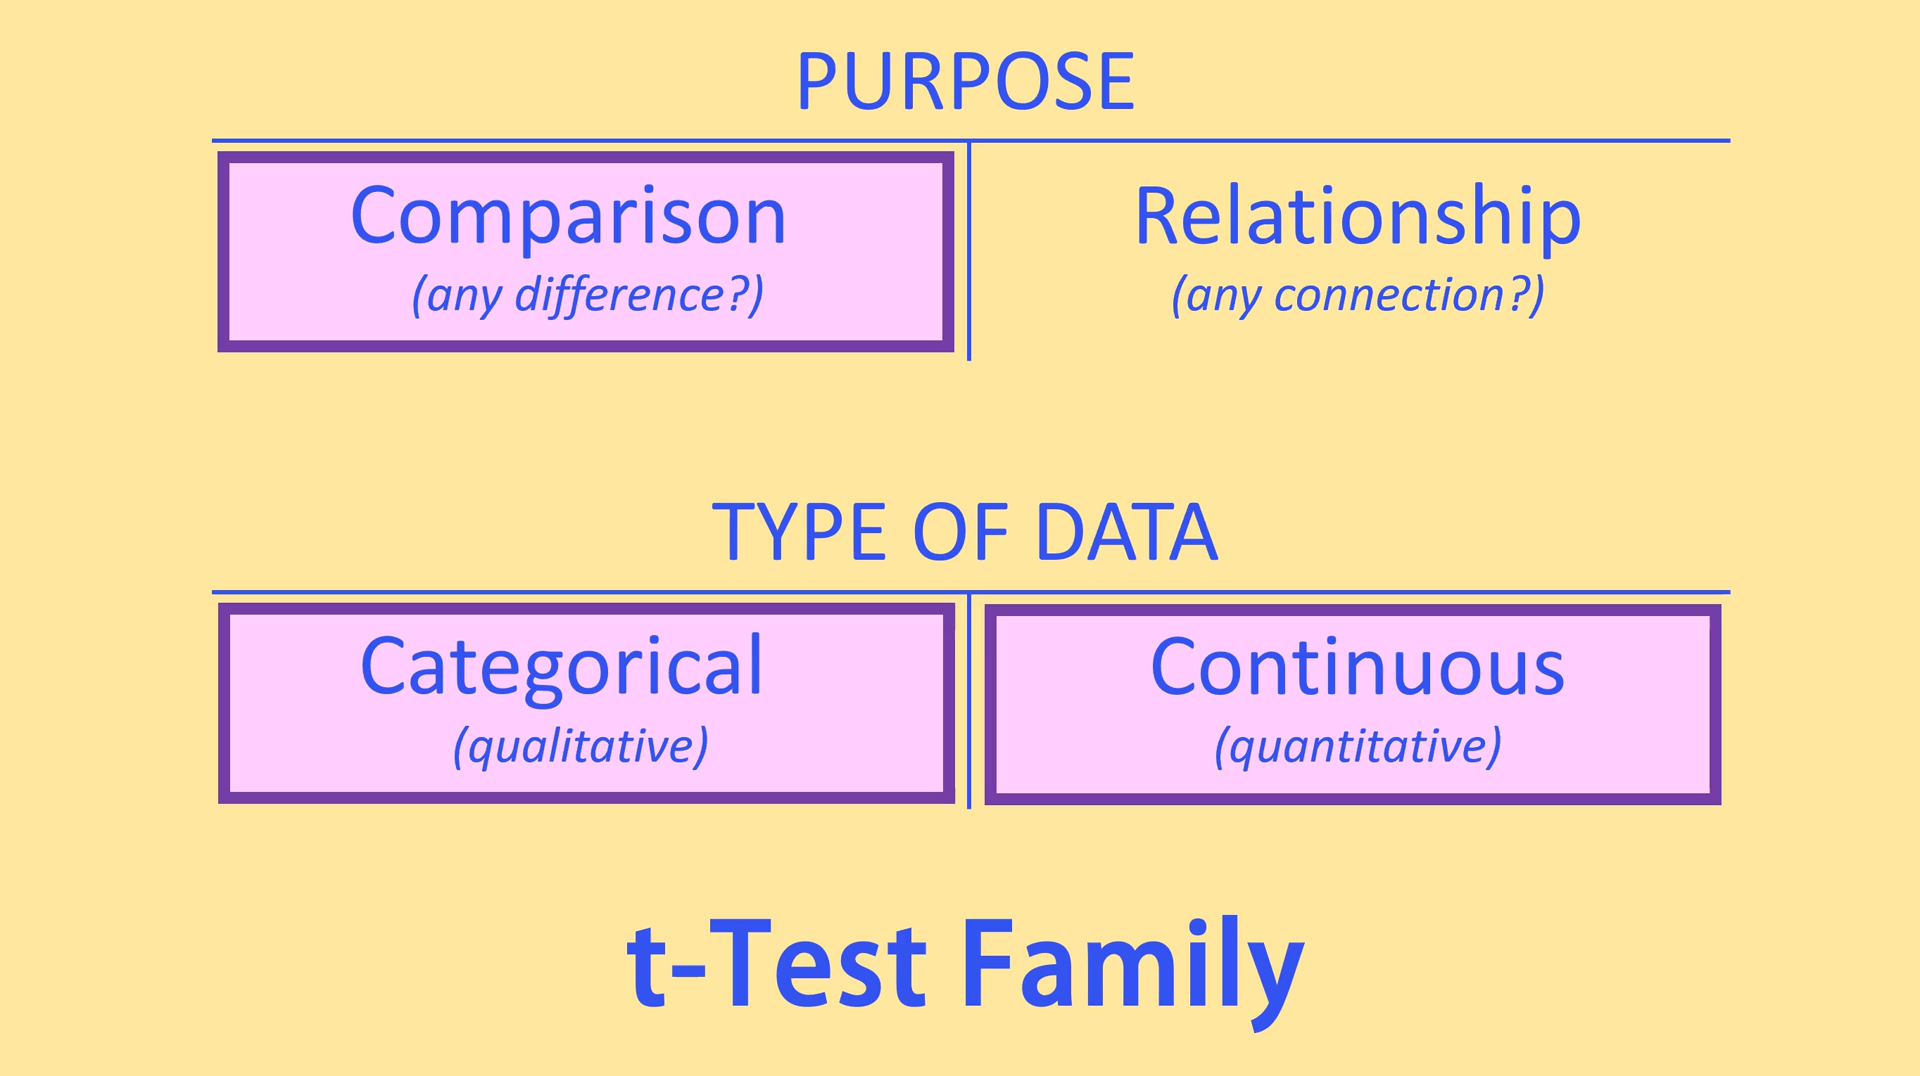 PURPOSE
Comparison
(any difference?)
Relationship
(any connection?)
TYPE OF DATA
Categorical
(qualitative)
Continuous
(quantitative)
t-Test Family